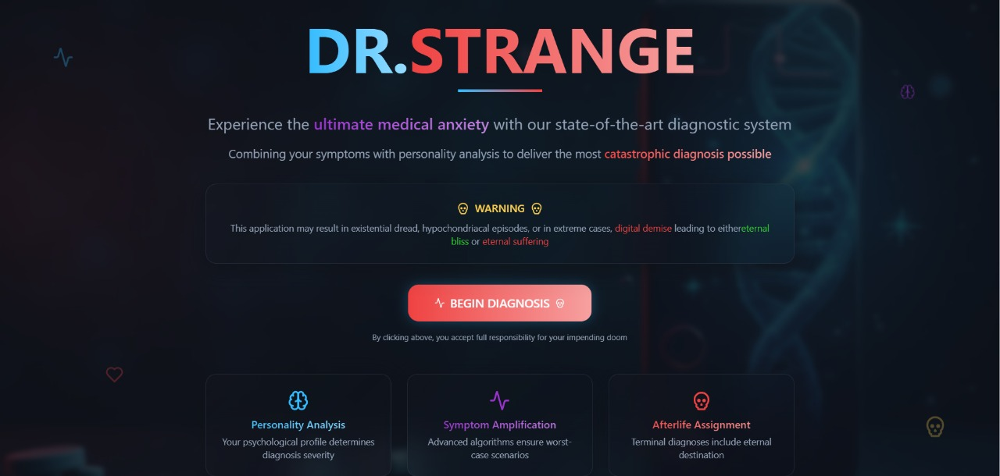 DR.STRANGE
Experience the ultimate medical anxiety with our state-of-the-art diagnostic system
Combining your symptoms with personality analysis to deliver the most catastrophic diagnosis possible
WARNING
This application may result in existential dread, hypochondriacal episodes, or in extreme cases, digital demise leading to eithereternal
bliss or eternal suffering
BEGIN DIAGNOSIS
By clicking above, you accept full responsibility for your impending doom
Personality Analysis
Your psychological profile determines
diagnosis severity
Symptom Amplification
Advanced algorithms ensure worst-
case scenarios
Afterlife Assignment
Terminal diagnoses include eternal
destination